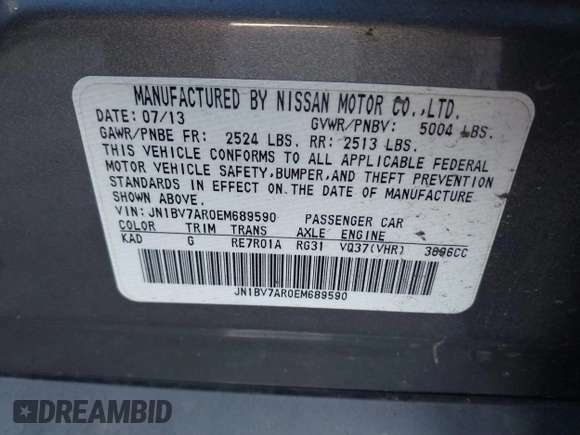 MANUFACTURED BY NISSAN MOTOR CO.,LTD.
DATE: 07/13 GVWR/PNBV: 5004 LBS.
GAWR/PNBE FR: 2524 LBS. RR: 2513 LBS.
THIS VEHICLE CONFORMS TO ALL APPLICABLE FEDERAL
MOTOR VEHICLE SAFETY,BUMPER,AND THEFT PREVENTION
STANDARDS IN EFFECT ON THE DATE OF MANUFACTURE
SHOWN ABOVE.
VIN: JN1BV7AR0EM689590 PASSENGER CAR
COLOR TRIM TRANS AXLE ENGINE
KAD G RE7R01A RG31 VQ37(VHR) 3696CC
JN1BV7AR0EM689590
DREAMBID